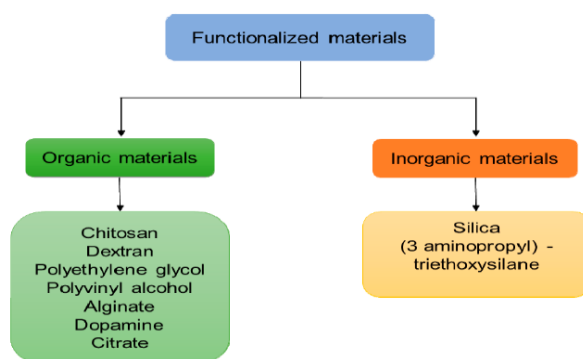 Functionalized materials
Organic materials
Inorganic materials
Chitosan
Dextran
Polyethylene glycol
Polyvinyl alcohol
Alginate
Dopamine
Citrate
Silica
(3 aminopropyl) -
triethoxysilane